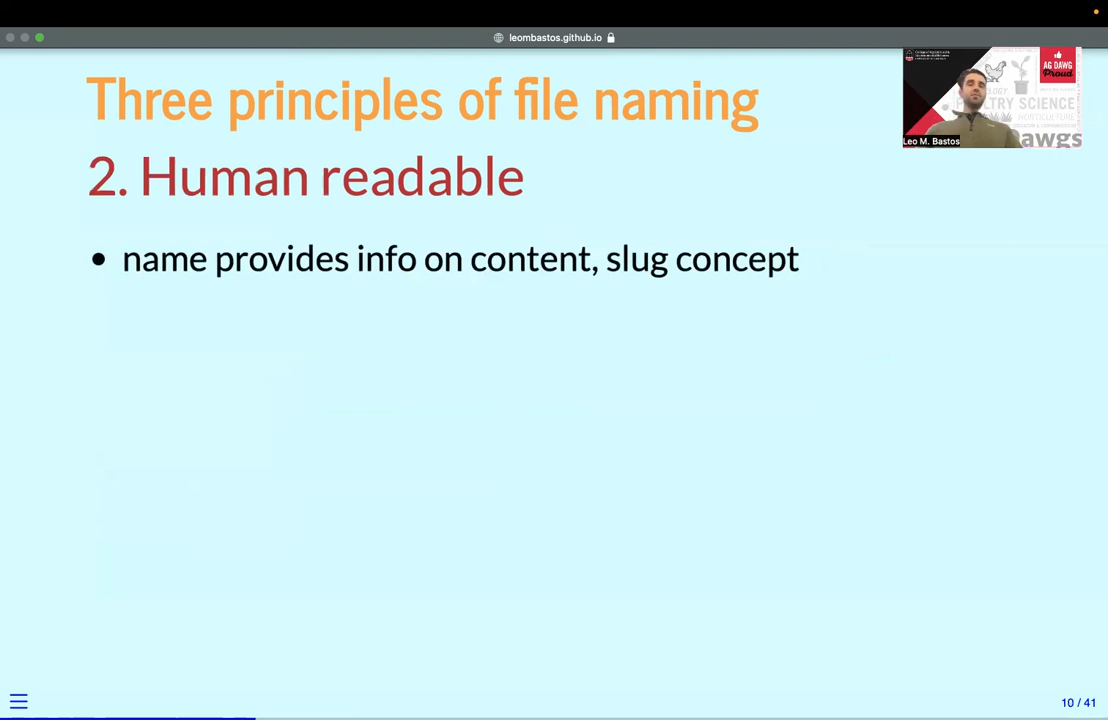 leombastos.github.io
Three principles of file naming
2. Human readable
• name provides info on content, slug concept
AG DAWG
Proud
POULTRY SCIENCE
HORTICULTURE
awgs
Leo M. Bastos
10 / 41